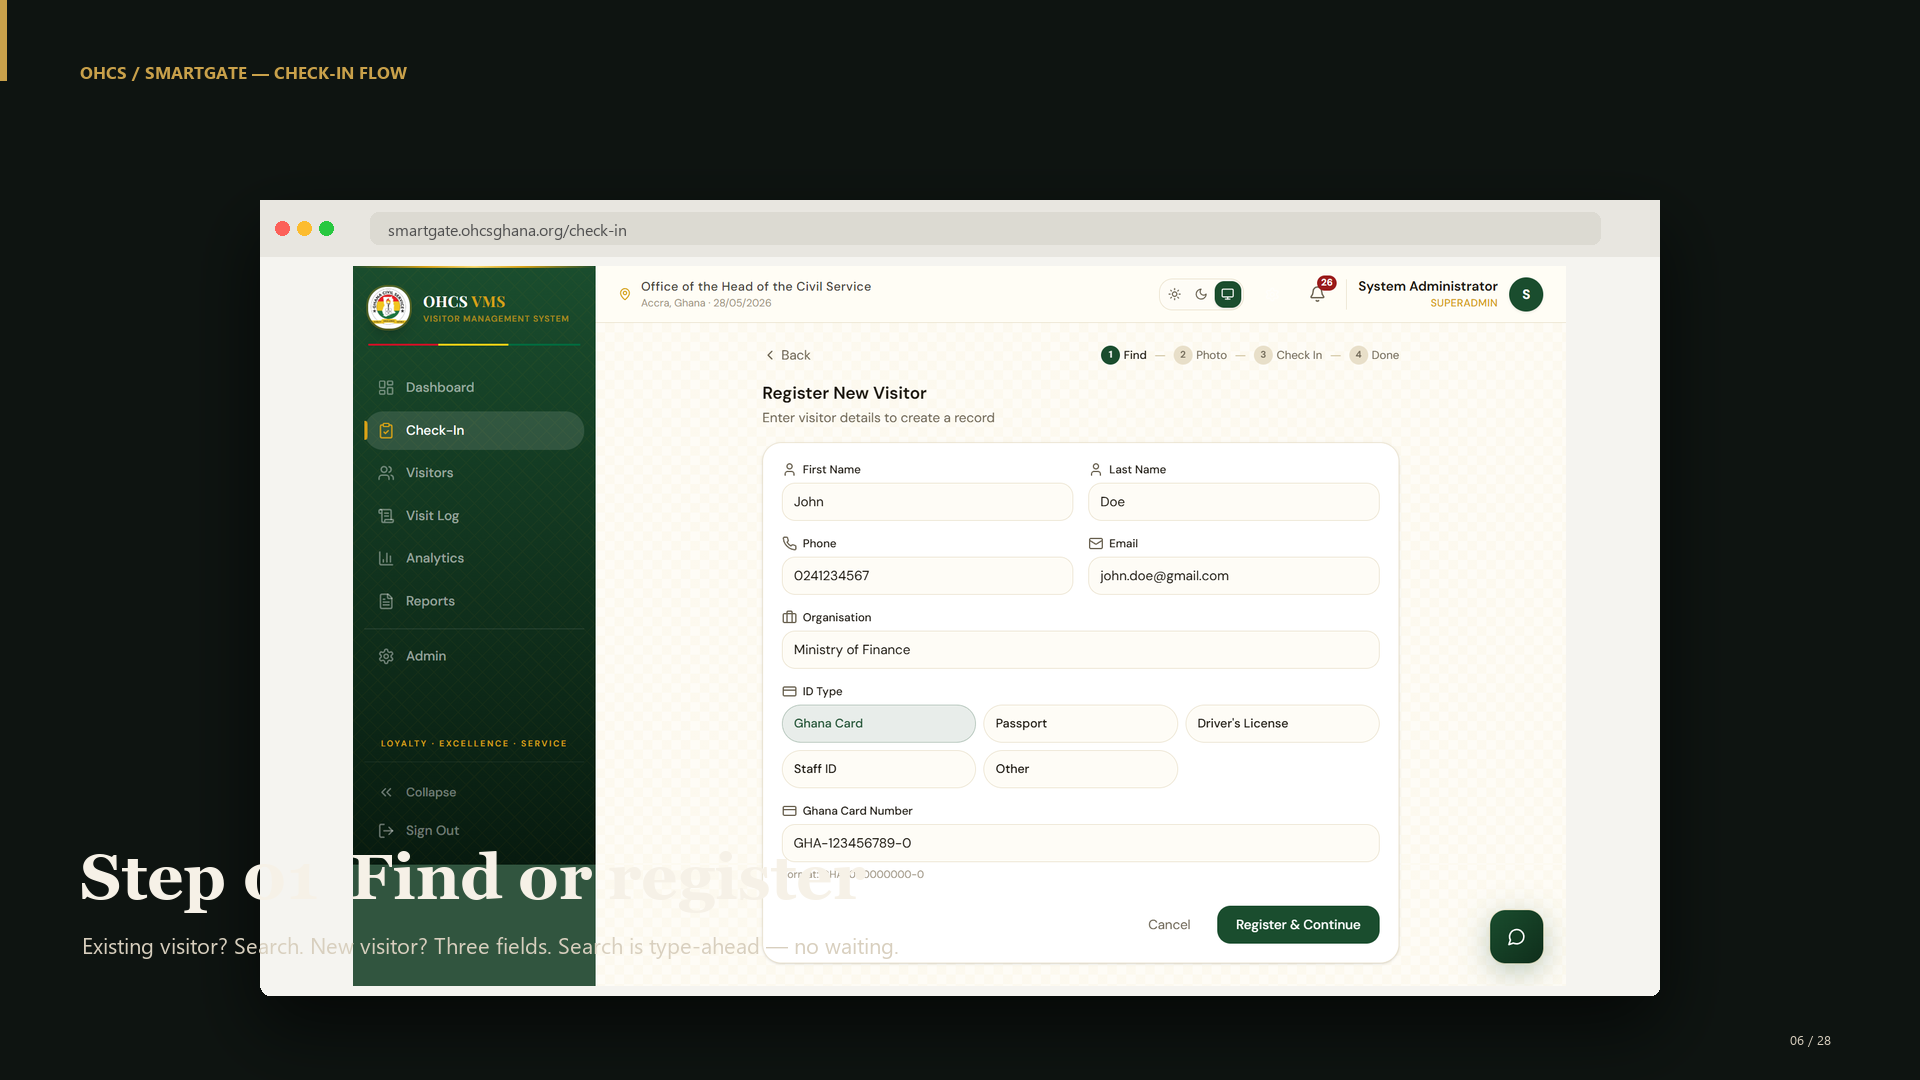 OHCS / SMARTGATE — CHECK-IN FLOW
smartgate.ohcsghana.org/check-in
OHCS VMS
VISITOR MANAGEMENT SYSTEM
Office of the Head of the Civil Service
Accra, Ghana · 28/05/2026
26
System Administrator
SUPERADMIN
S
Dashboard
Check-In
Visitors
Visit Log
Analytics
Reports
Admin
LOYALTY · EXCELLENCE · SERVICE
Collapse
Sign Out
Back
1 Find — 2 Photo — 3 Check In — 4 Done
Register New Visitor
Enter visitor details to create a record
First Name
John
Last Name
Doe
Phone
0241234567
Email
john.doe@gmail.com
Organisation
Ministry of Finance
ID Type
Ghana Card
Passport
Driver's License
Staff ID
Other
Ghana Card Number
GHA-123456789-0
Cancel
Register & Continue
Step 01 Find or register
Existing visitor? Search. New visitor? Three fields. Search is type-ahead — no waiting.
06 / 28